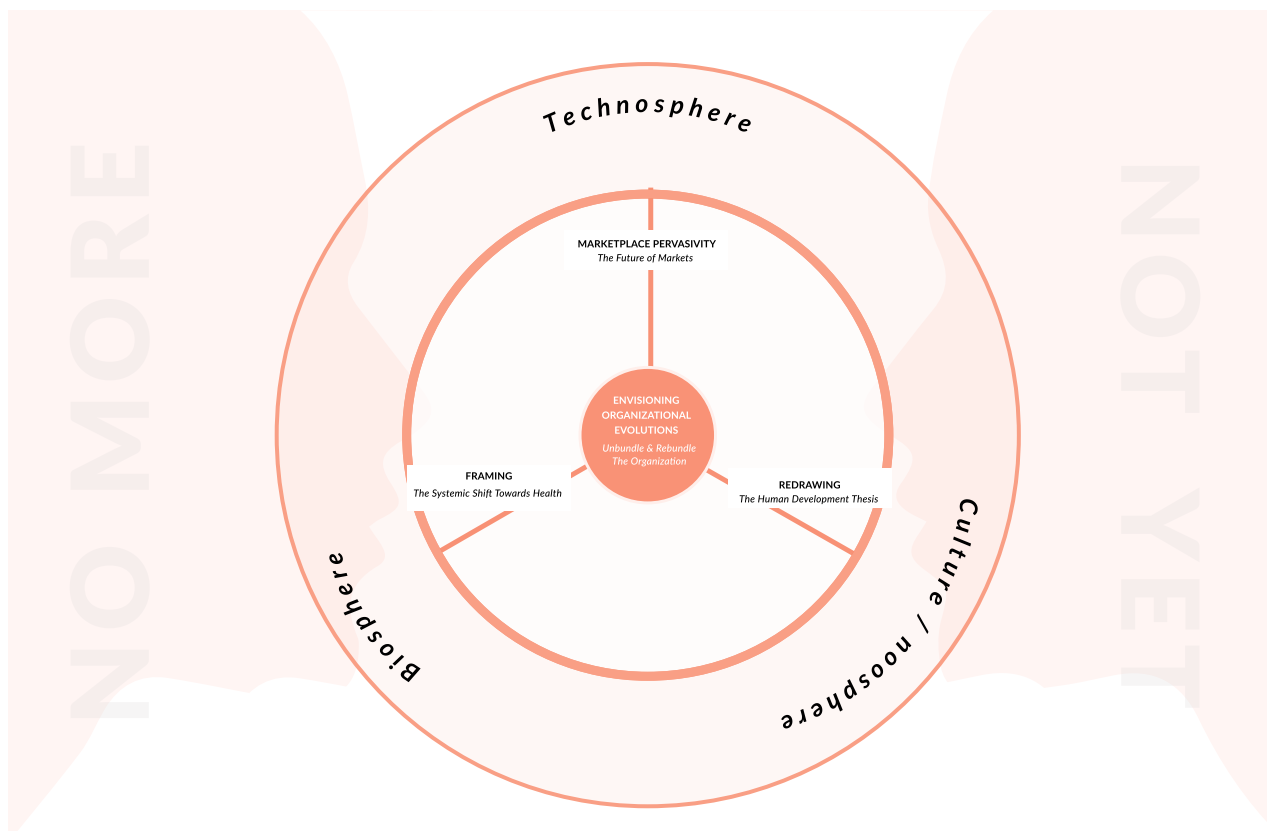 Technosphere
NO MORE
NOT YET
MARKETPLACE PERVASIVITY
The Future of Markets
ENVISIONING
ORGANIZATIONAL
EVOLUTIONS
Unbundle & Rebundle
The Organization
FRAMING
The Systemic Shift Towards Health
REDRAWING
The Human Development Thesis
Biosphere
Culture / noosphere